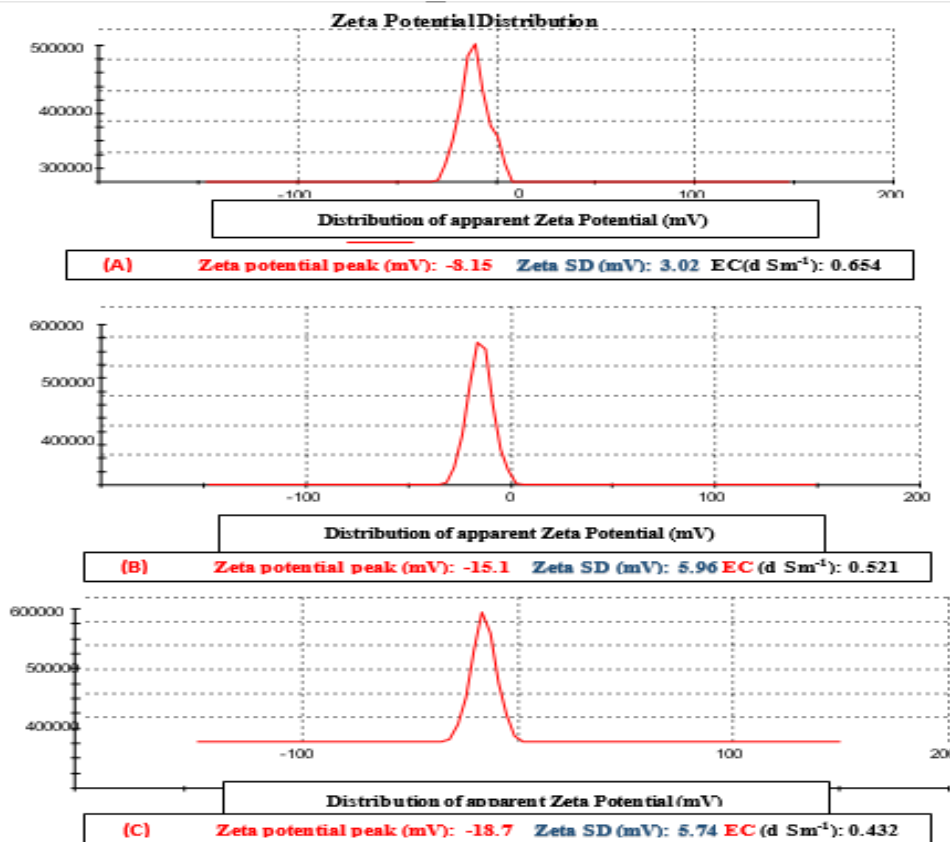 Zeta Potential Distribution
500000
400000
300000
-100 0 100 200
Distribution of apparent Zeta Potential (mV)
(A) Zeta potential peak (mV): -8.15 Zeta SD (mV): 3.02 EC(d Sm-1): 0.654
600000
500000
400000
-100 0 100 200
Distribution of apparent Zeta Potential (mV)
(B) Zeta potential peak (mV): -15.1 Zeta SD (mV): 5.96 EC (d Sm-1): 0.521
600000
500000
400000
-100 100 200
Distribution of apparent Zeta Potential (mV)
(C) Zeta potential peak (mV): -18.7 Zeta SD (mV): 5.74 EC (d Sm-1): 0.432